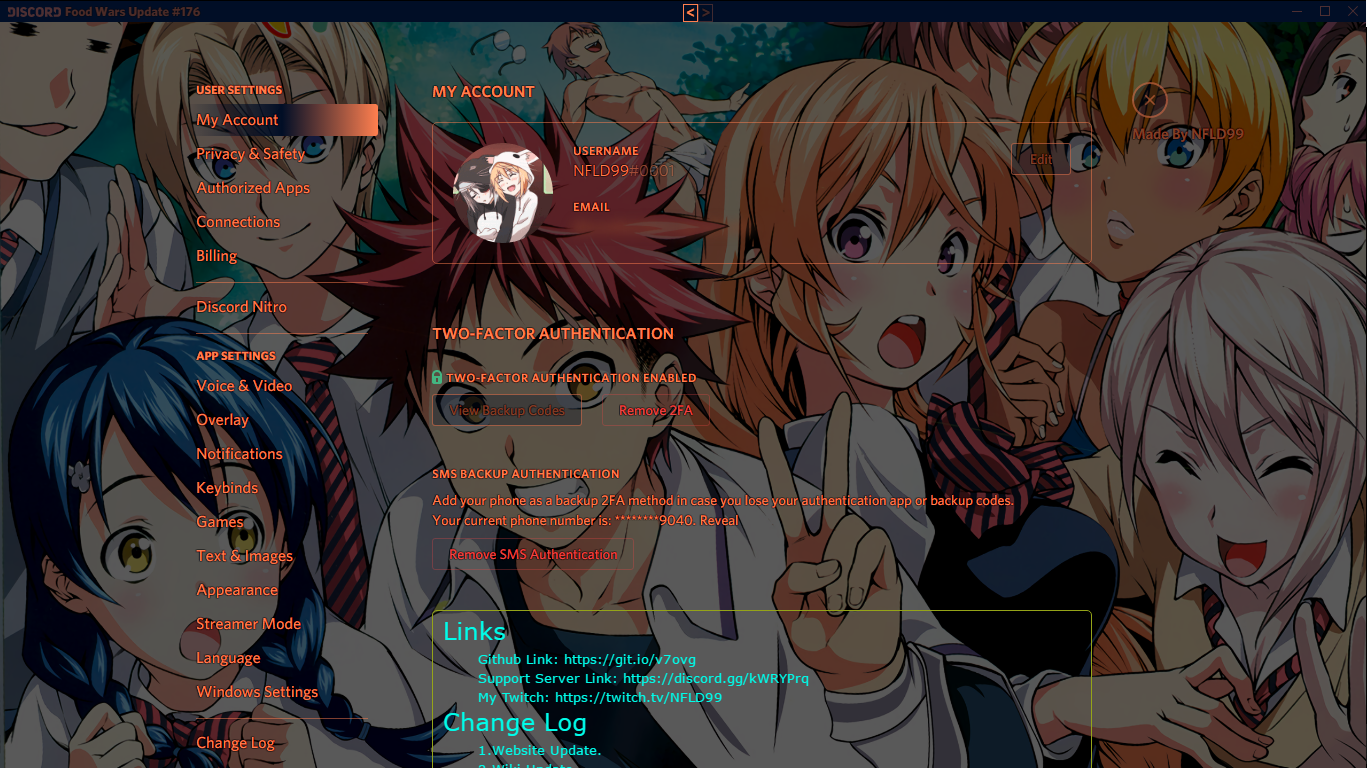 DISCORD Food Wars Update #176
< >
USER SETTINGS
My Account
Privacy & Safety
Authorized Apps
Connections
Billing
Discord Nitro
APP SETTINGS
Voice & Video
Overlay
Notifications
Keybinds
Games
Text & Images
Appearance
Streamer Mode
Language
Windows Settings
Change Log
MY ACCOUNT
USERNAME
NFLD99#0001
EMAIL
Edit
Made By NFLD99
TWO-FACTOR AUTHENTICATION
TWO-FACTOR AUTHENTICATION ENABLED
View Backup Codes
Remove 2FA
SMS BACKUP AUTHENTICATION
Add your phone as a backup 2FA method in case you lose your authentication app or backup codes.
Your current phone number is: ********9040. Reveal
Remove SMS Authentication
Links
Github Link: https://git.io/v7ovg
Support Server Link: https://discord.gg/kWRYPrq
My Twitch: https://twitch.tv/NFLD99
Change Log
1.Website Update.
2.Wiki Update.